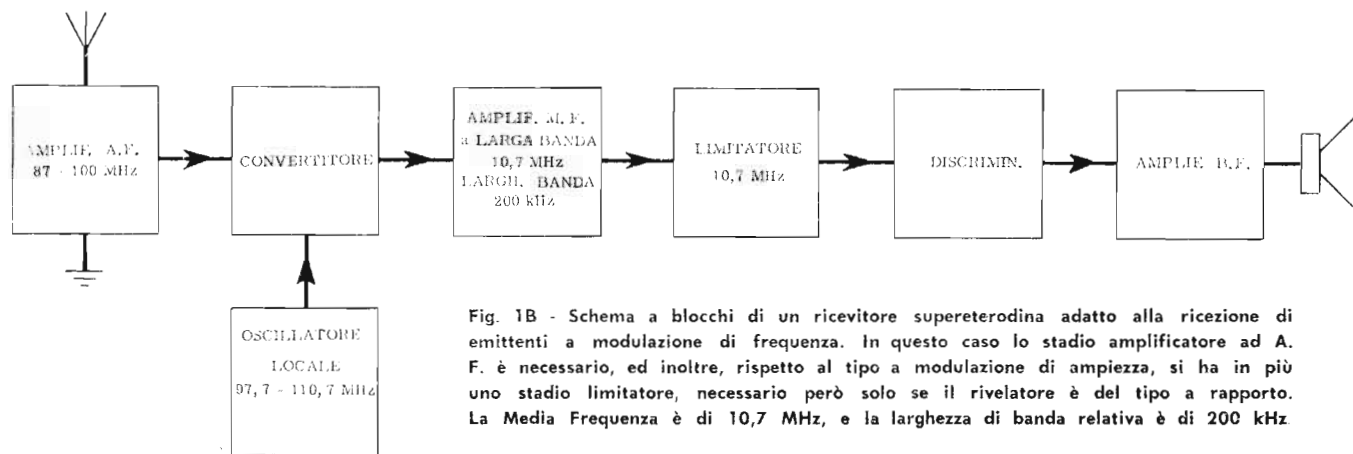 AMPLIF. A.F.
87 - 100 MHz
CONVERTITORE
AMPLIF. M. F.
a LARGA BANDA
10,7 MHz
LARGH. BANDA
200 kHz
LIMITATORE
10,7 MHz
DISCRIMIN.
AMPLIF B.F.
OSCILLATORE
LOCALE
97,7 - 110,7 MHz
Fig. 1B - Schema a blocchi di un ricevitore supereterodina adatto alla ricezione di
emittenti a modulazione di frequenza. In questo caso lo stadio amplificatore ad A.
F. è necessario, ed inoltre, rispetto al tipo a modulazione di ampiezza, si ha in più
uno stadio limitatore, necessario però solo se il rivelatore è del tipo a rapporto.
La Media Frequenza è di 10,7 MHz, e la larghezza di banda relativa è di 200 kHz